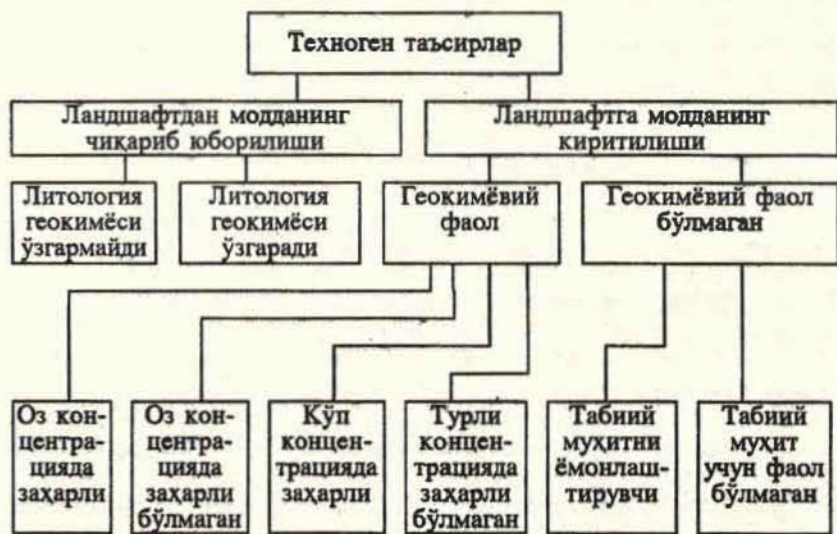 Техноген таъсирлар
Ландшафтдан модданинг
чиқариб юборилиши
Ландшафтга модданинг
киритилиши
Литология
геокимёси
ўзгармайди
Литология
геокимёси
ўзгаради
Геокимёвий
фаол
Геокимёвий фаол
бўлмаган
Оз кон-
центра-
цияда
заҳарли
Оз кон-
центра-
цияда
заҳарли
бўлмаган
Кўп
концен-
трацияда
заҳарли
Турли
концен-
трацияда
заҳарли
бўлмаган
Табиий
муҳитни
ёмонлаш-
тирувчи
Табиий
муҳит
учун фаол
бўлмаган